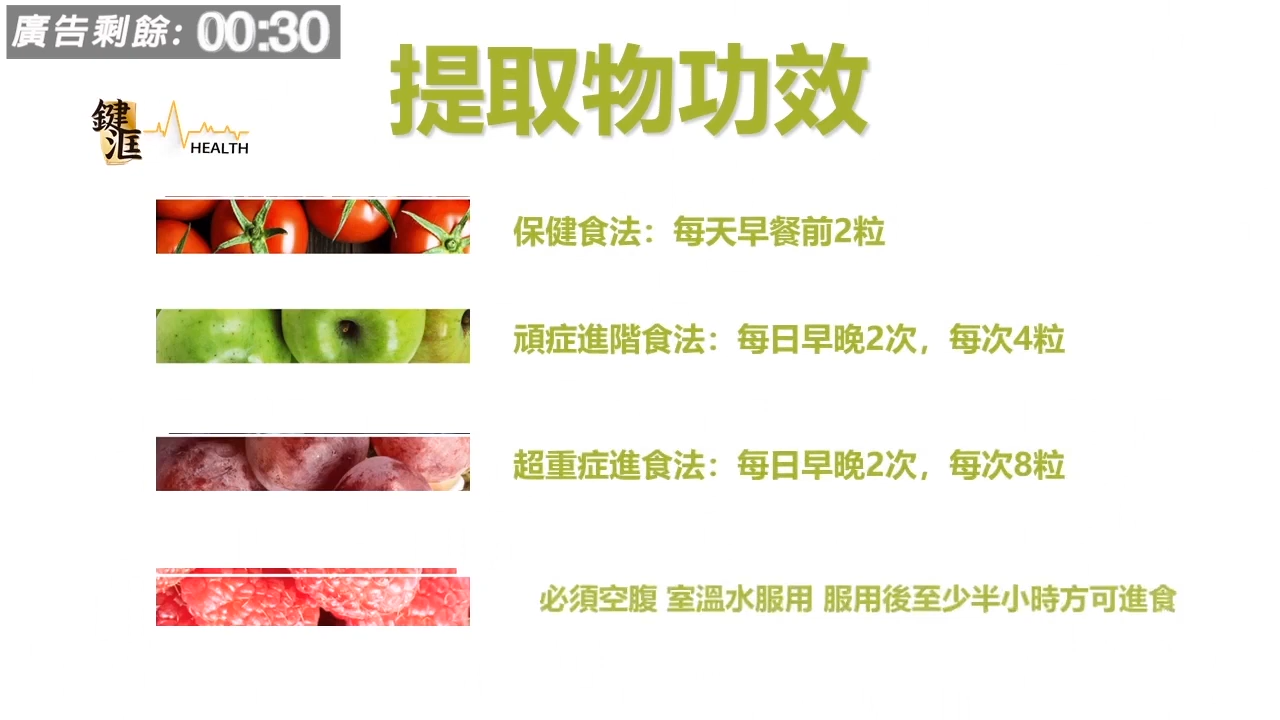 廣告剩餘: 00:30
提取物功效
鍵
滙
HEALTH
保健食法：每天早餐前2粒
頑症進階食法：每日早晚2次，每次4粒
超重症進食法：每日早晚2次，每次8粒
必須空腹 室溫水服用 服用後至少半小時方可進食